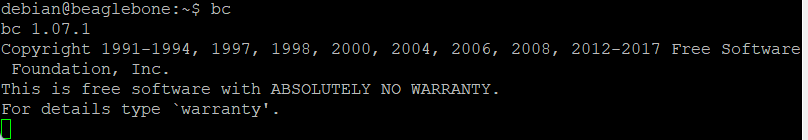 debian@beaglebone:~$ bc
bc 1.07.1
Copyright 1991-1994, 1997, 1998, 2000, 2004, 2006, 2008, 2012-2017 Free Software
 Foundation, Inc.
This is free software with ABSOLUTELY NO WARRANTY.
For details type `warranty'.